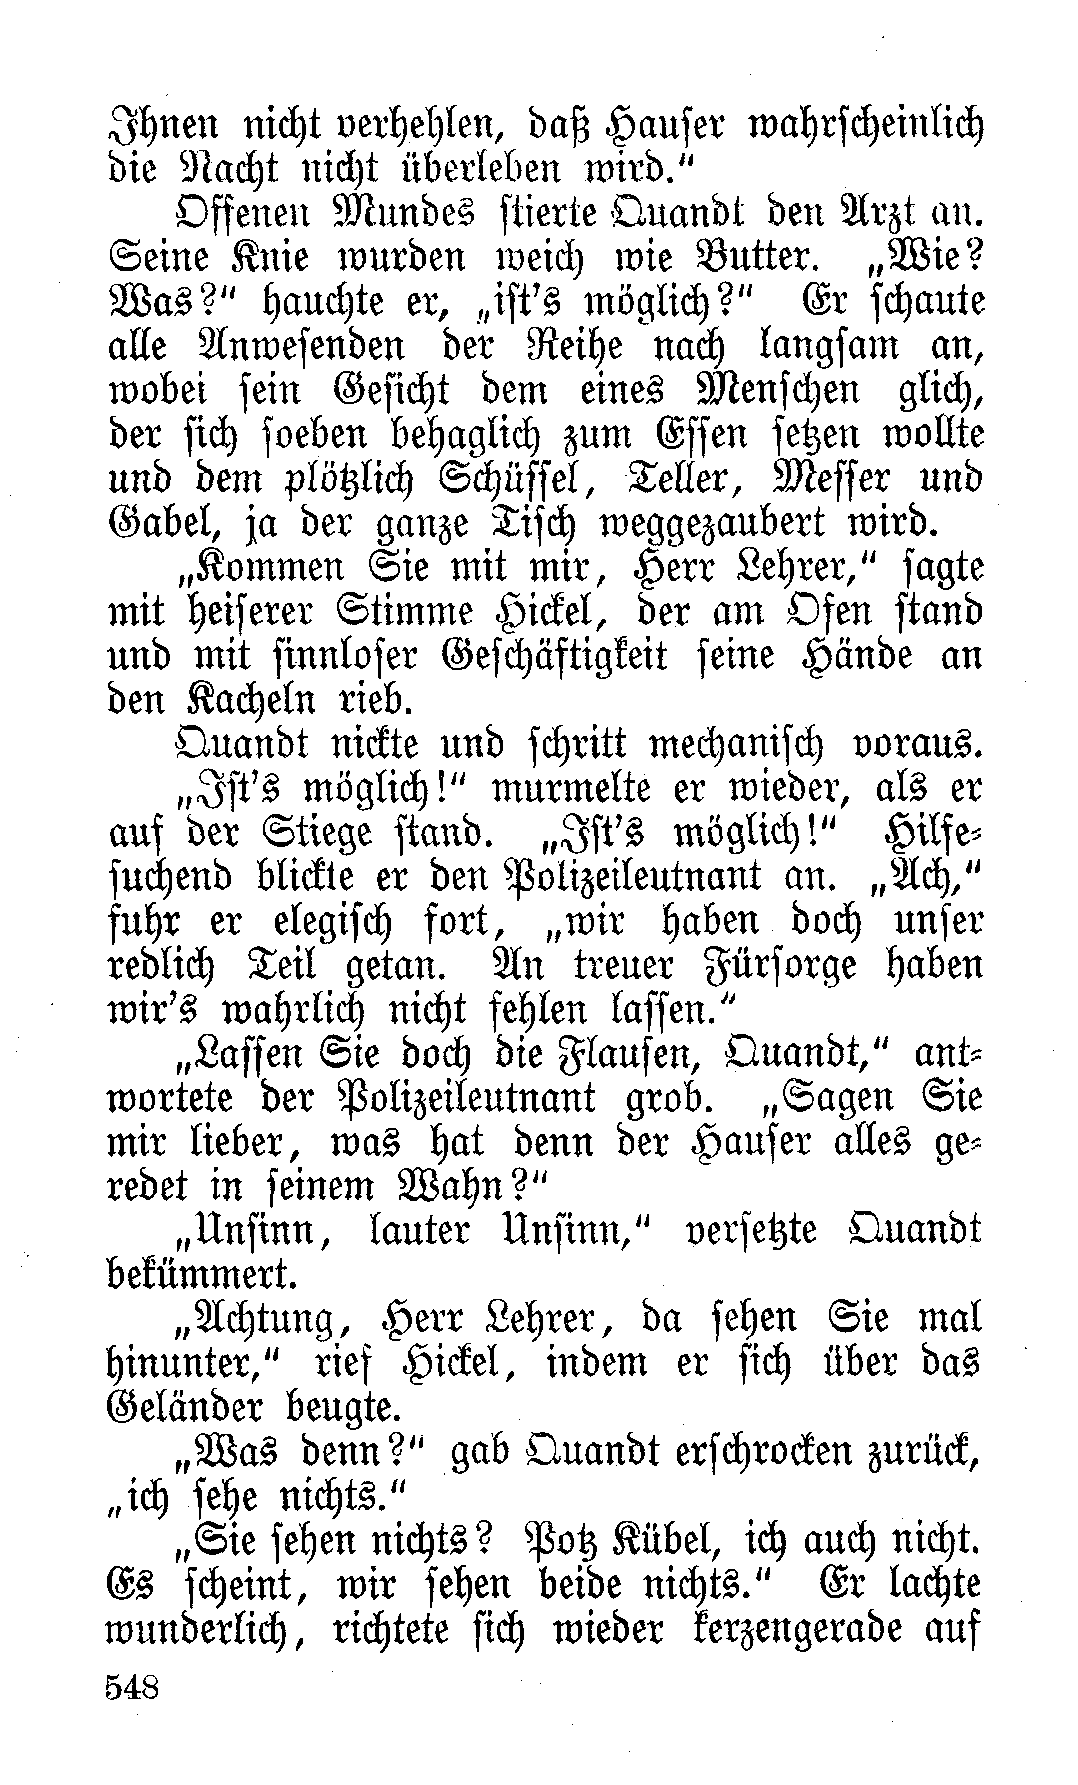 Ihnen nicht verhehlen, daß Hauser wahrscheinlich
die Nacht nicht überleben wird."
Offenen Mundes stierte Quandt den Arzt an.
Seine Knie wurden weich wie Butter. „Wie?
Was?" hauchte er, „ist's möglich?" Er schaute
alle Anwesenden der Reihe nach langsam an,
wobei sein Gesicht dem eines Menschen glich,
der sich soeben behaglich zum Essen setzen wollte
und dem plötzlich Schüssel, Teller, Messer und
Gabel, ja der ganze Tisch weggezaubert wird.
„Kommen Sie mit mir, Herr Lehrer," sagte
mit heiserer Stimme Hickel, der am Ofen stand
und mit sinnloser Geschäftigkeit seine Hände an
den Kacheln rieb.
Quandt nickte und schritt mechanisch voraus.
„Ist's möglich!" murmelte er wieder, als er
auf der Stiege stand. „Ist's möglich!" Hilfe-
suchend blickte er den Polizeileutnant an. „Ach,"
fuhr er elegisch fort, „wir haben doch unser
redlich Teil getan. An treuer Fürsorge haben
wir's wahrlich nicht fehlen lassen."
„Lassen Sie doch die Flausen, Quandt," ant-
wortete der Polizeileutnant grob. „Sagen Sie
mir lieber, was hat denn der Hauser alles ge-
redet in seinem Wahn?"
„Unsinn, lauter Unsinn," versetzte Quandt
bekümmert.
„Achtung, Herr Lehrer, da sehen Sie mal
hinunter," rief Hickel, indem er sich über das
Geländer beugte.
„Was denn?" gab Quandt erschrocken zurück,
„ich sehe nichts."
„Sie sehen nichts? Potz Kübel, ich auch nicht.
Es scheint, wir sehen beide nichts." Er lachte
wunderlich, richtete sich wieder kerzengerade auf
548